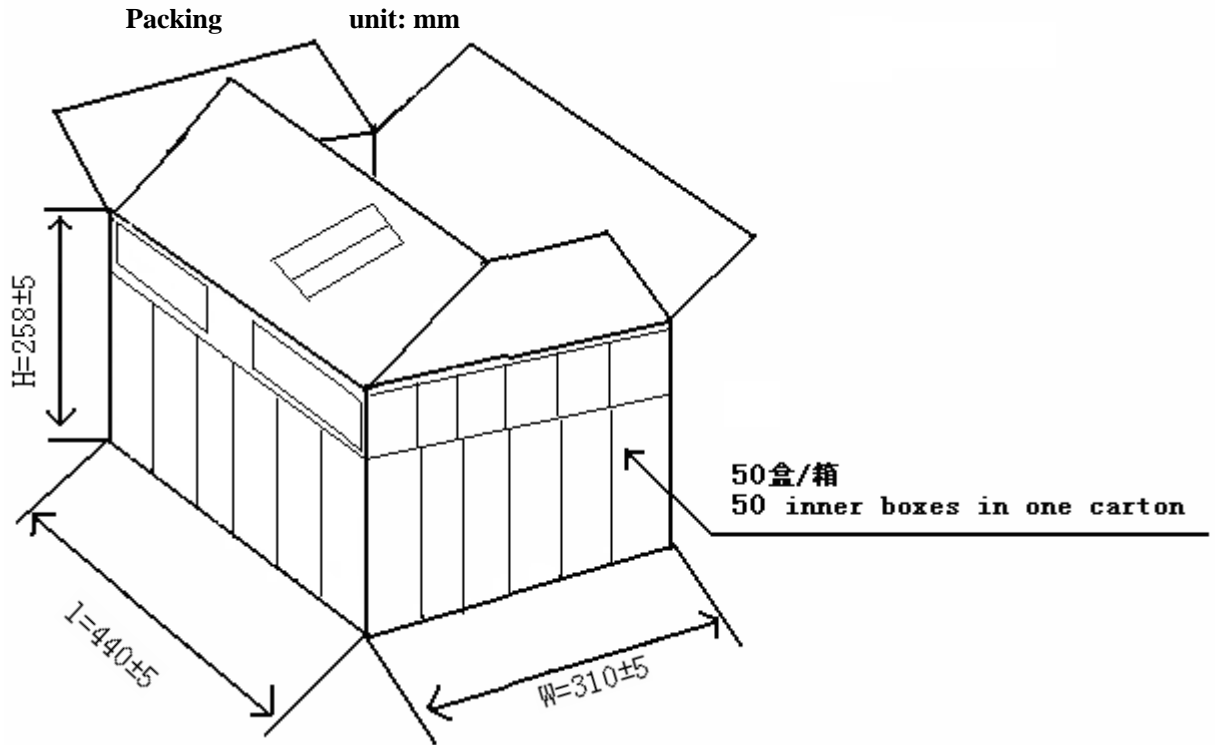 Packing unit: mm
H=258±5
50盒/箱
50 inner boxes in one carton
l=440±5
W=310±5